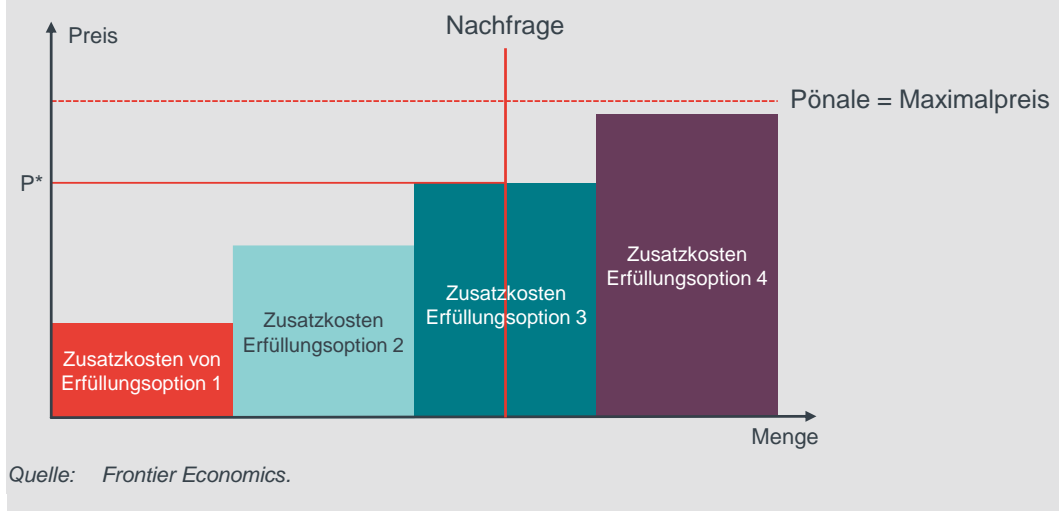 Nachfrage
Preis
Pönale = Maximalpreis
P*
Zusatzkosten von
Erfüllungsoption 1
Zusatzkosten
Erfüllungsoption 2
Zusatzkosten
Erfüllungsoption 3
Zusatzkosten
Erfüllungsoption 4
Menge
Quelle: Frontier Economics.